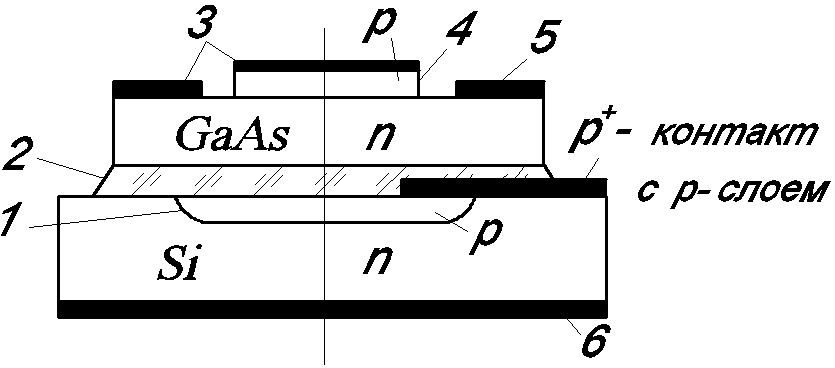 3 p 4 5
GaAs n
p⁺- контакт
с p-слоем
2
1 p
Si n
6